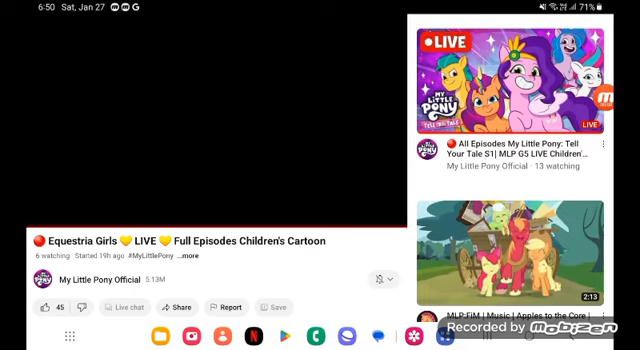 6:50 Sat, Jan 27
71%
LIVE
MY LITTLE PONY
TELL YOUR TALE
LIVE
🔴 All Episodes My Little Pony: Tell
Your Tale S1| MLP G5 LIVE Children's...
My Little Pony Official · 13 watching
🔴 Equestria Girls 💛 LIVE 💛 Full Episodes Children's Cartoon
6 watching Started 19h ago #MyLittlePony ...more
My Little Pony Official 5.13M
45 Live chat Share Report Save
2:13
MLP:FiM | Music | Apples to the Core |
Recorded by mobizen